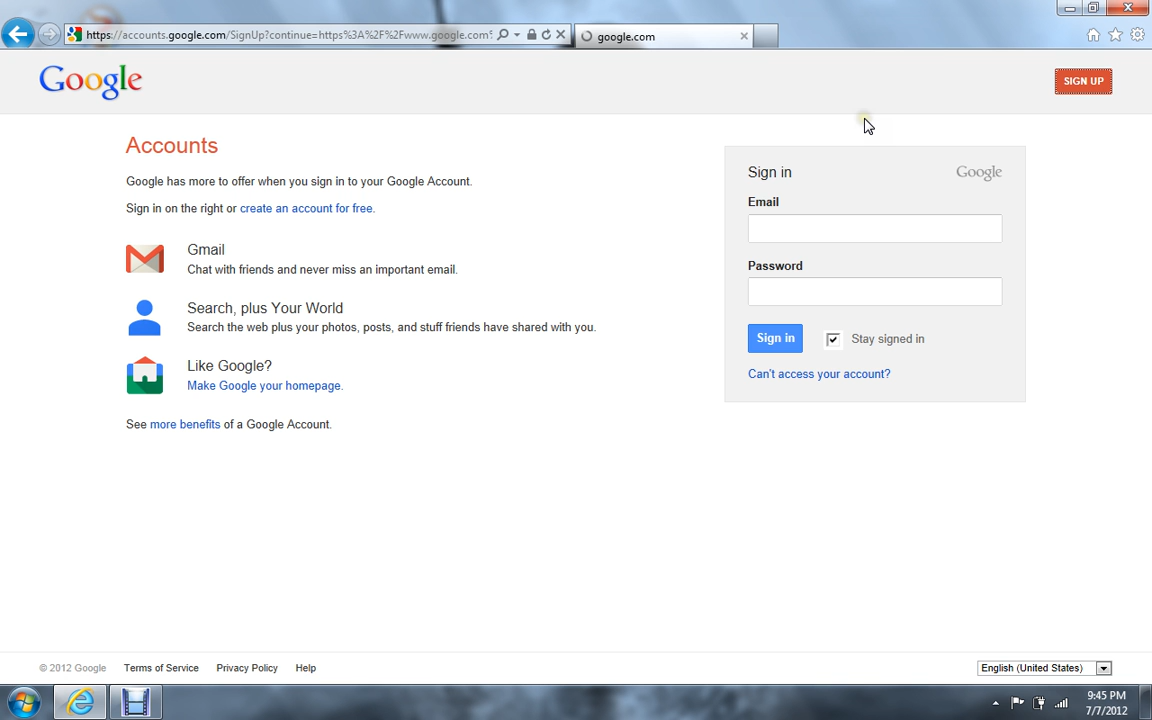 https://accounts.google.com/SignUp?continue=https%3A%2F%2Fwww.google.com%
google.com
Google
SIGN UP
Accounts
Google has more to offer when you sign in to your Google Account.
Sign in on the right or create an account for free.
Gmail
Chat with friends and never miss an important email.
Search, plus Your World
Search the web plus your photos, posts, and stuff friends have shared with you.
Like Google?
Make Google your homepage.
See more benefits of a Google Account.
Sign in
Google
Email
Password
Sign in
Stay signed in
Can't access your account?
© 2012 Google
Terms of Service
Privacy Policy
Help
English (United States)
9:45 PM
7/7/2012